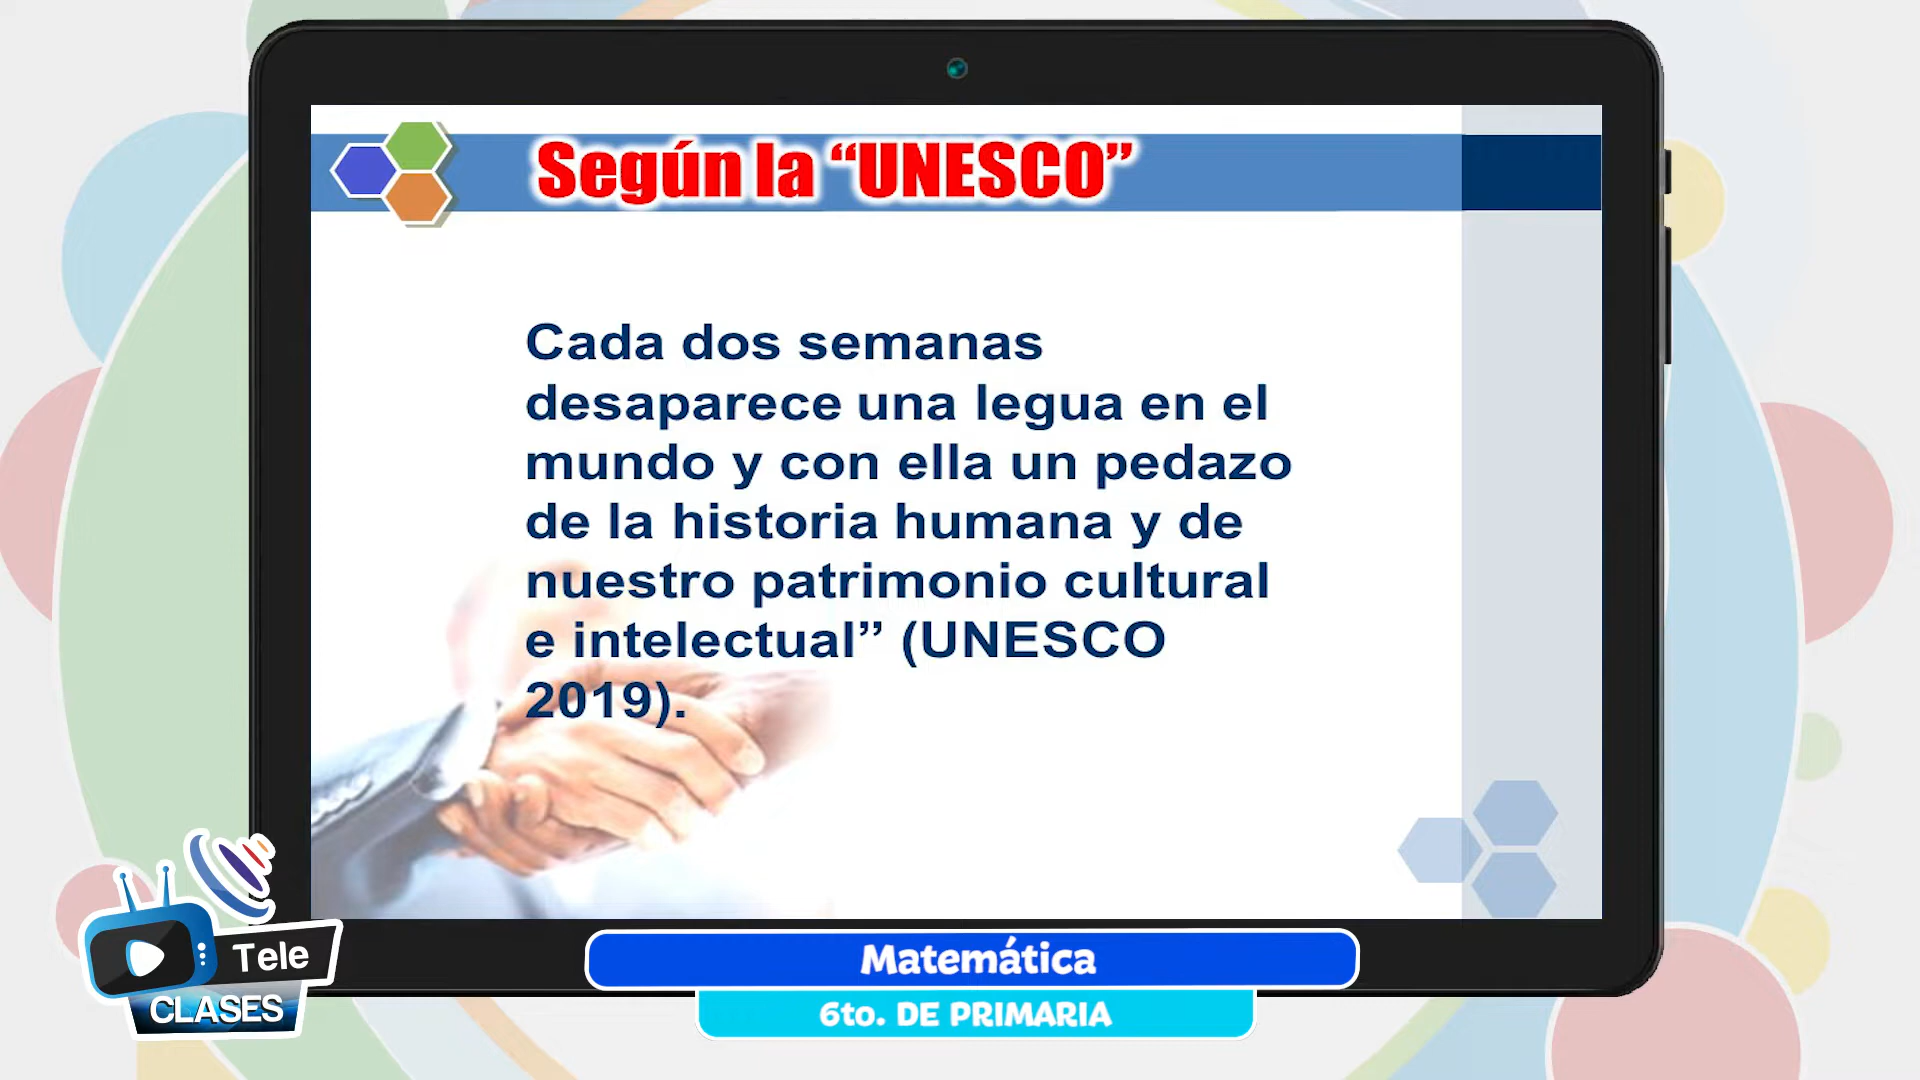 Según la “UNESCO”
Cada dos semanas
desaparece una legua en el
mundo y con ella un pedazo
de la historia humana y de
nuestro patrimonio cultural
e intelectual” (UNESCO
2019).
Tele
CLASES
Matemática
6to. DE PRIMARIA